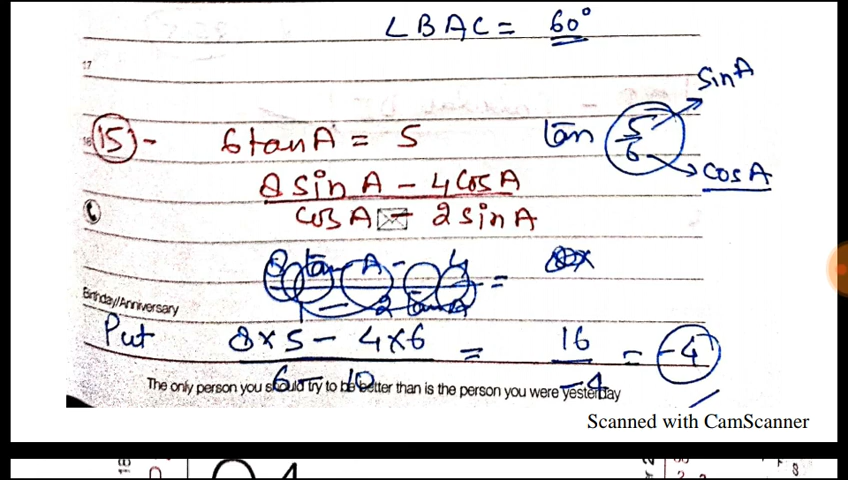 ∠BAC = 60°
17
15 - 6 tan A = 5
tan 5/6 sin A cos A
8 sin A - 4 cos A
cos A - 2 sin A
Birthday/Anniversary
Put 8×5 - 4×6 = 16 = -4
6 - 10 -4
The only person you should try to be better than is the person you were yesterday
Scanned with CamScanner